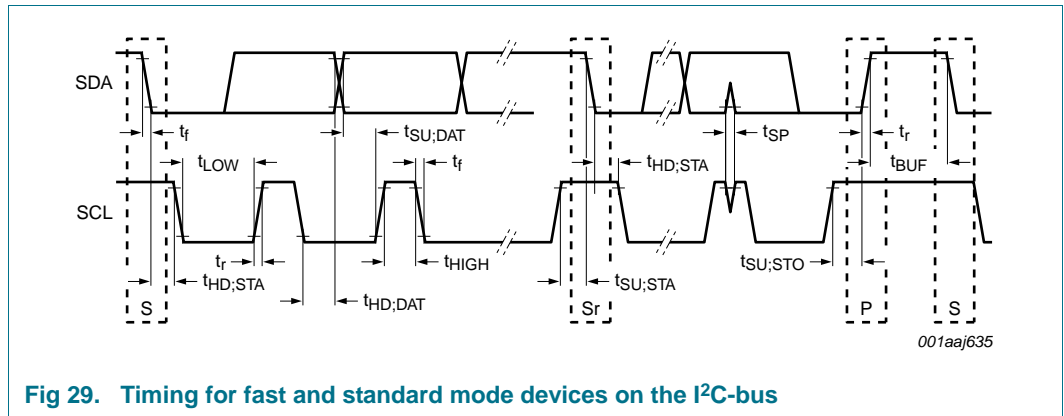 SDA
t_f
t_SU;DAT
t_SP
t_r
t_LOW
t_f
t_HD;STA
t_BUF
SCL
t_r
t_HIGH
t_SU;STO
t_HD;STA
t_SU;STA
t_HD;DAT
S
Sr
P
S
001aaj635
Fig 29. Timing for fast and standard mode devices on the I²C-bus